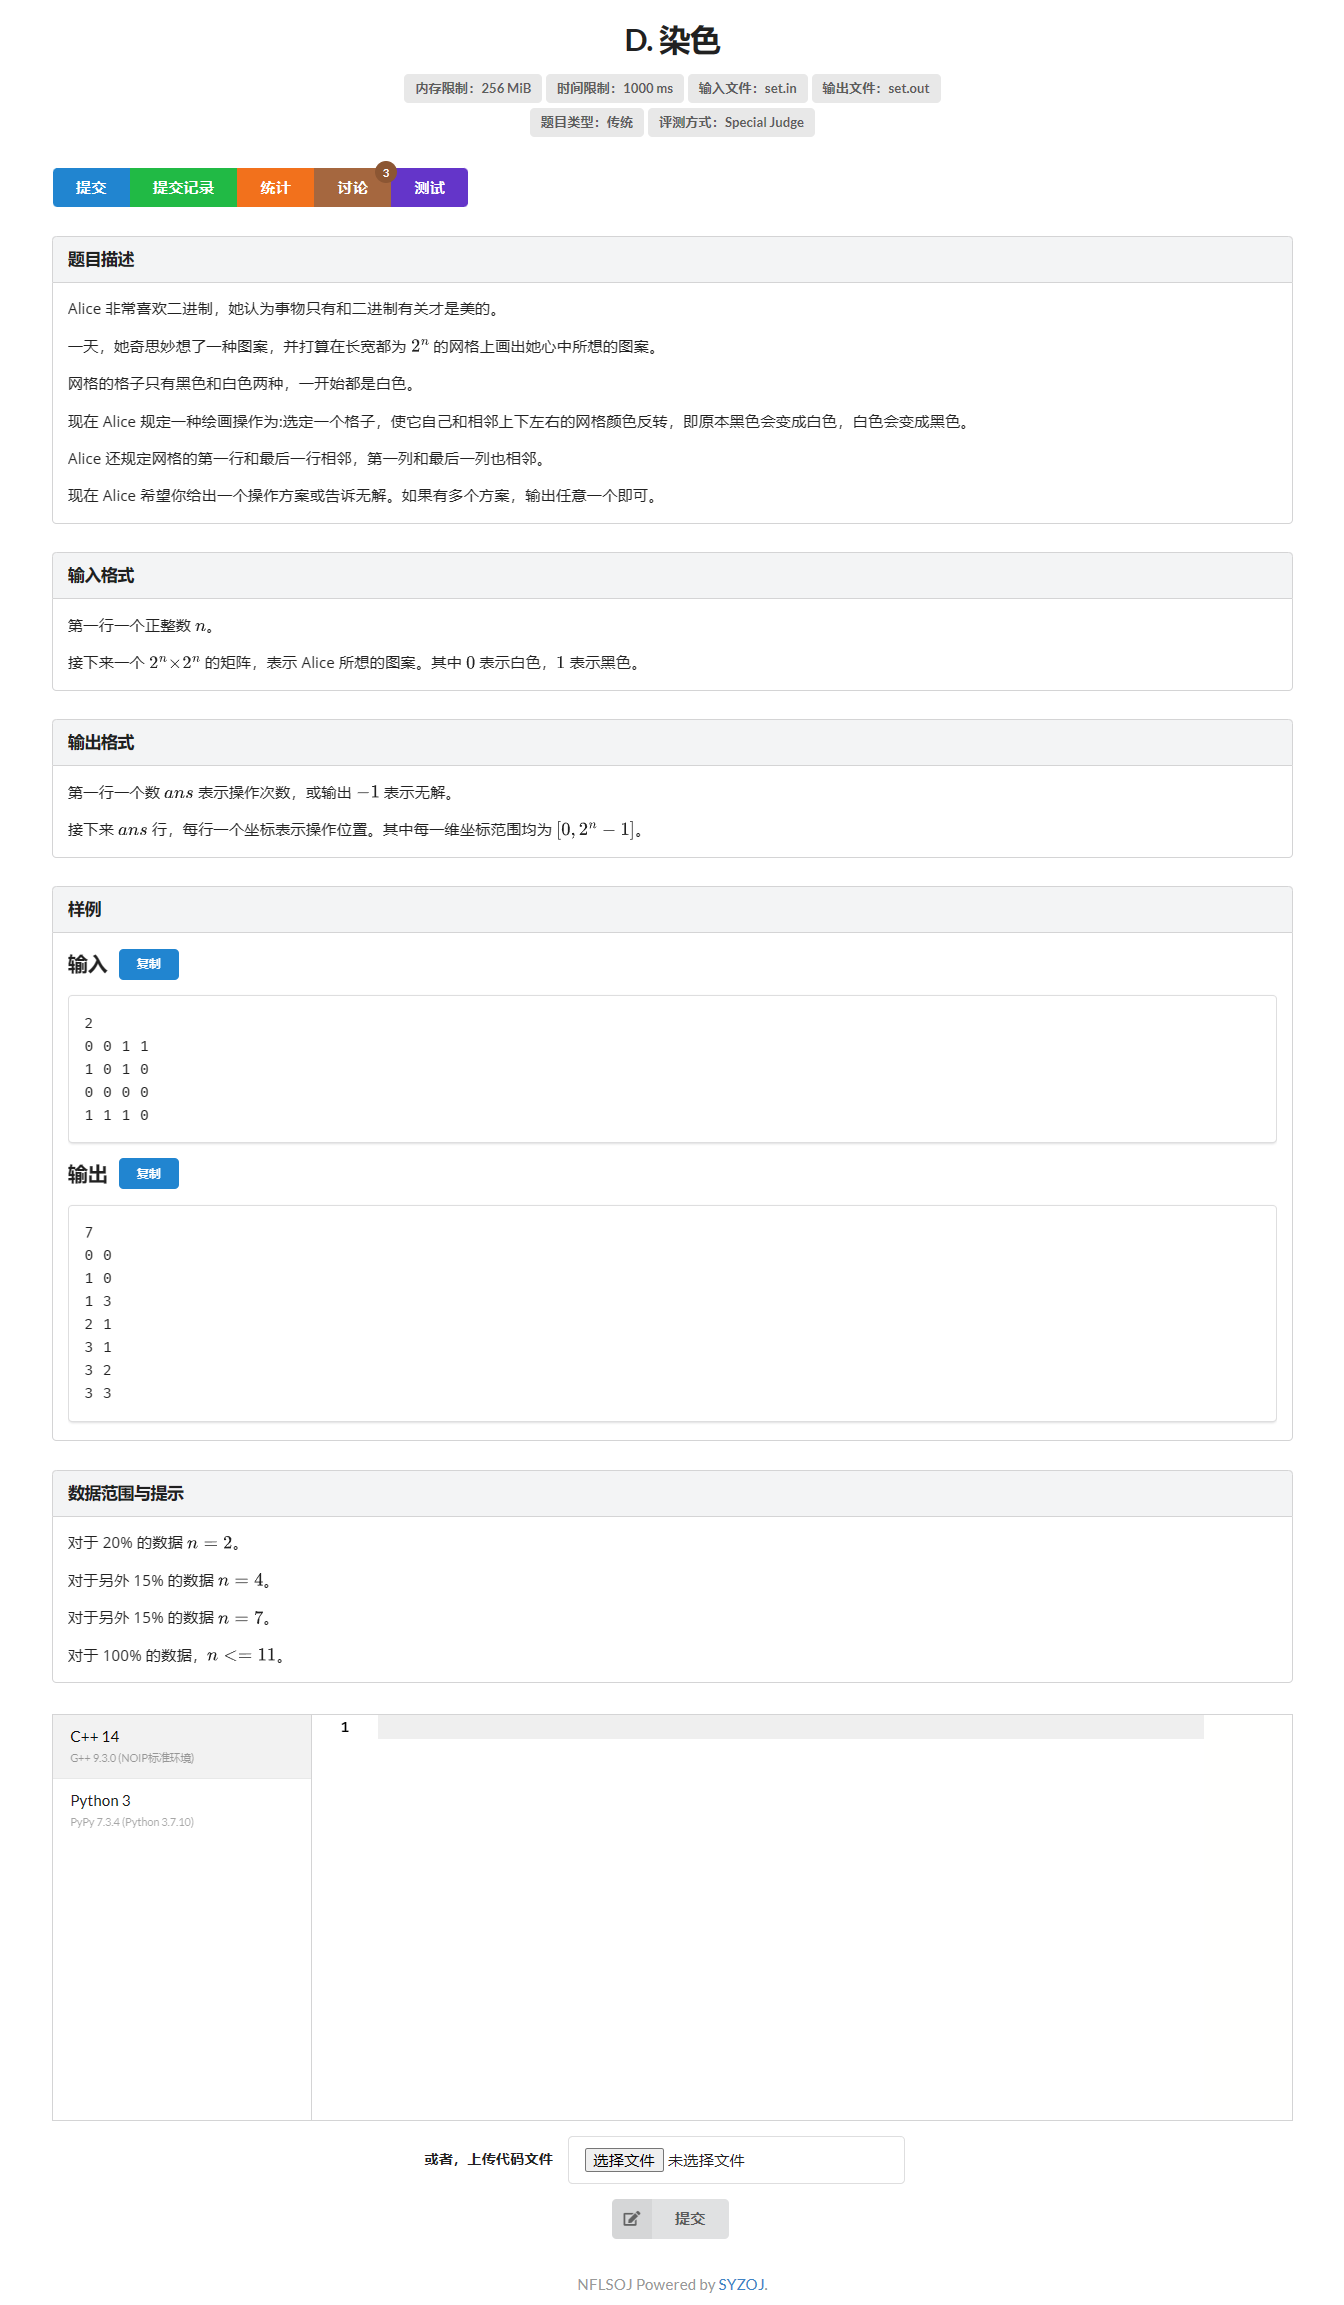 D. 染色
内存限制：256 MiB 时间限制：1000 ms 输入文件：set.in 输出文件：set.out
题目类型：传统 评测方式：Special Judge
提交 提交记录 统计 讨论 3 测试
题目描述
Alice 非常喜欢二进制，她认为事物只有和二进制有关才是美的。
一天，她奇思妙想了一种图案，并打算在长宽都为 2^n 的网格上画出她心中所想的图案。
网格的格子只有黑色和白色两种，一开始都是白色。
现在 Alice 规定一种绘画操作为:选定一个格子，使它自己和相邻上下左右的网格颜色反转，即原本黑色会变成白色，白色会变成黑色。
Alice 还规定网格的第一行和最后一行相邻，第一列和最后一列也相邻。
现在 Alice 希望你给出一个操作方案或告诉无解。如果有多个方案，输出任意一个即可。
输入格式
第一行一个正整数 n。
接下来一个 2^n×2^n 的矩阵，表示 Alice 所想的图案。其中 0 表示白色，1 表示黑色。
输出格式
第一行一个数 ans 表示操作次数，或输出 −1 表示无解。
接下来 ans 行，每行一个坐标表示操作位置。其中每一维坐标范围均为 [0, 2^n − 1]。
样例
输入 复制
2
0 0 1 1
1 0 1 0
0 0 0 0
1 1 1 0
输出 复制
7
0 0
1 0
1 3
2 1
3 1
3 2
3 3
数据范围与提示
对于 20% 的数据 n = 2。
对于另外 15% 的数据 n = 4。
对于另外 15% 的数据 n = 7。
对于 100% 的数据，n <= 11。
C++ 14
G++ 9.3.0 (NOIP标准环境)
Python 3
PyPy 7.3.4 (Python 3.7.10)
1
或者，上传代码文件 选择文件 未选择文件
提交
NFLSOJ Powered by SYZOJ.